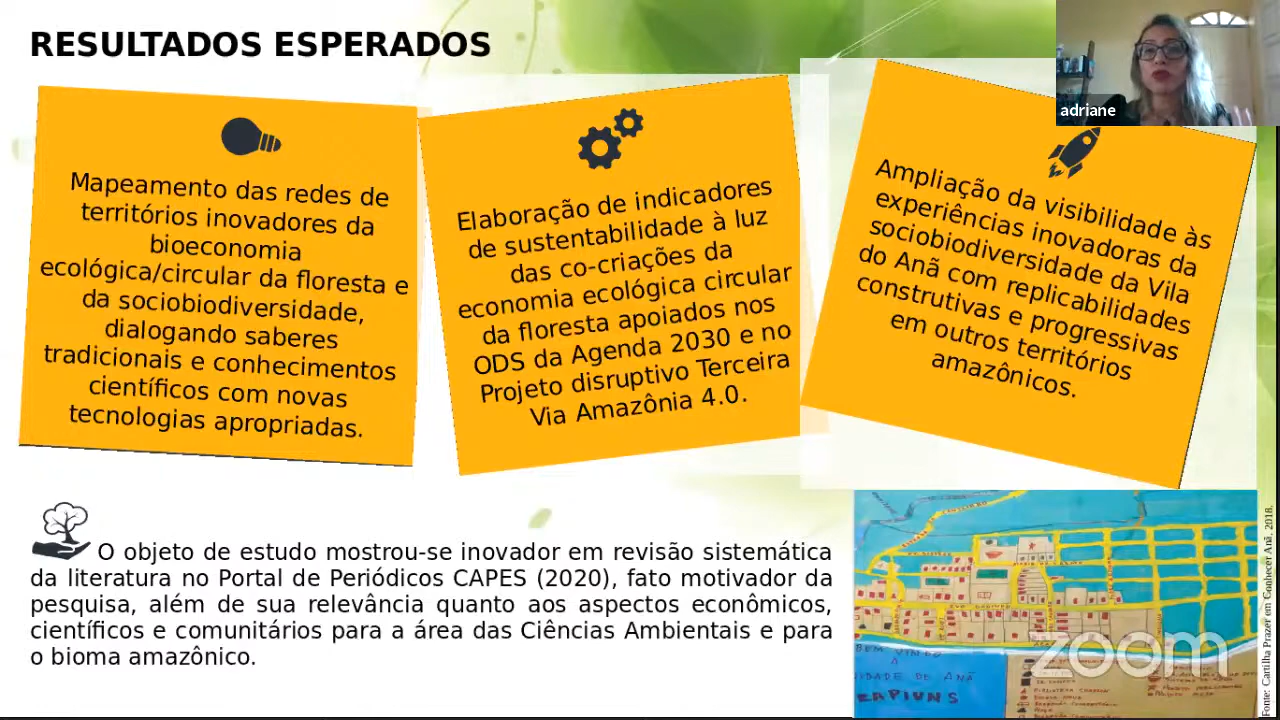 RESULTADOS ESPERADOS
adriane
Mapeamento das redes de
territórios inovadores da
bioeconomia
ecológica/circular da floresta e
da sociobiodiversidade,
dialogando saberes
tradicionais e conhecimentos
científicos com novas
tecnologias apropriadas.
Elaboração de indicadores
de sustentabilidade à luz
das co-criações da
economia ecológica circular
da floresta apoiados nos
ODS da Agenda 2030 e no
Projeto disruptivo Terceira
Via Amazônia 4.0.
Ampliação da visibilidade às
experiências inovadoras da
sociobiodiversidade da Vila
do Anã com replicabilidades
construtivas e progressivas
em outros territórios
amazônicos.
O objeto de estudo mostrou-se inovador em revisão sistemática
da literatura no Portal de Periódicos CAPES (2020), fato motivador da
pesquisa, além de sua relevância quanto aos aspectos econômicos,
científicos e comunitários para a área das Ciências Ambientais e para
o bioma amazônico.
BEM VINDO
A
IDADE DE ANÃ
zoom
Fonte: Cartilha Prazer em Conhecer Anã. 2018.